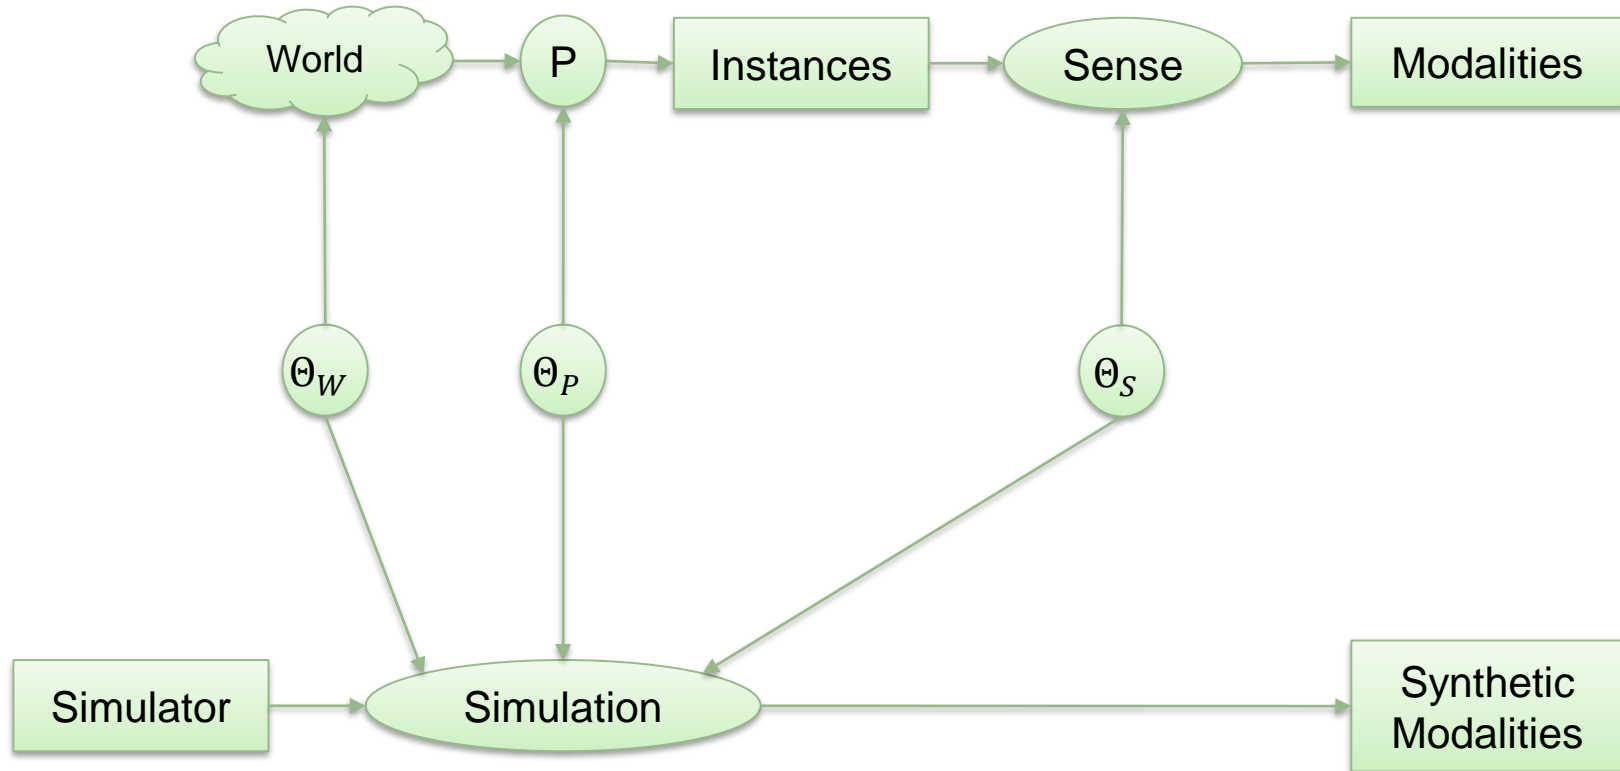 World
P
Instances
Sense
Modalities
Θ_W
Θ_P
Θ_S
Simulator
Simulation
Synthetic
Modalities